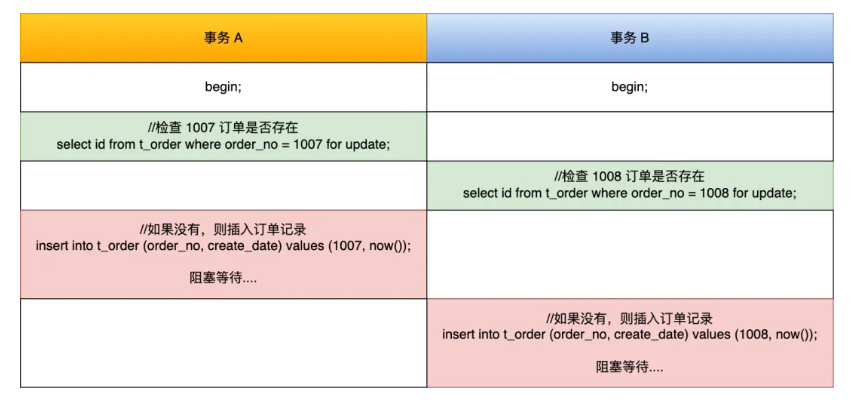 事务 A
事务 B
begin;
begin;
//检查 1007 订单是否存在
select id from t_order where order_no = 1007 for update;
//检查 1008 订单是否存在
select id from t_order where order_no = 1008 for update;
//如果没有，则插入订单记录
insert into t_order (order_no, create_date) values (1007, now());
阻塞等待....
//如果没有，则插入订单记录
insert into t_order (order_no, create_date) values (1008, now());
阻塞等待....